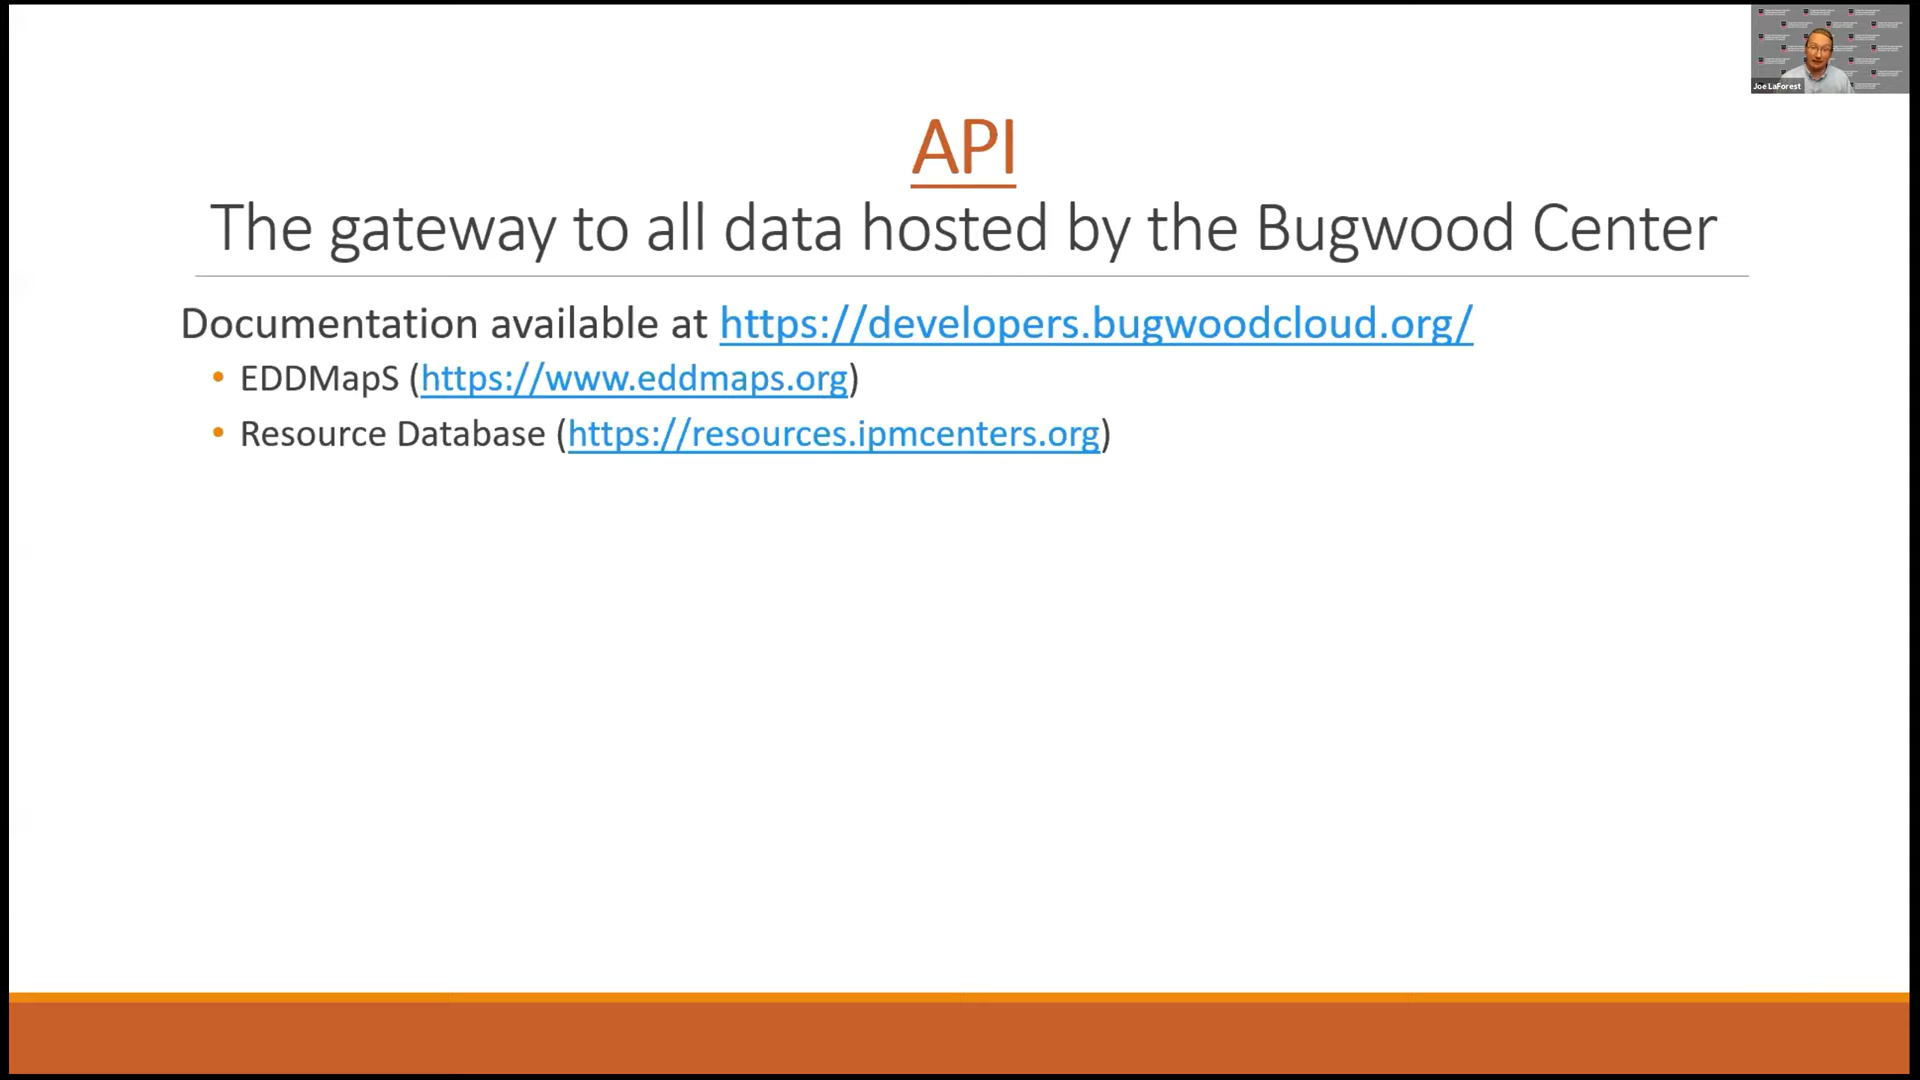 Joe LaForest
API
The gateway to all data hosted by the Bugwood Center
Documentation available at https://developers.bugwoodcloud.org/
• EDDMapS (https://www.eddmaps.org)
• Resource Database (https://resources.ipmcenters.org)